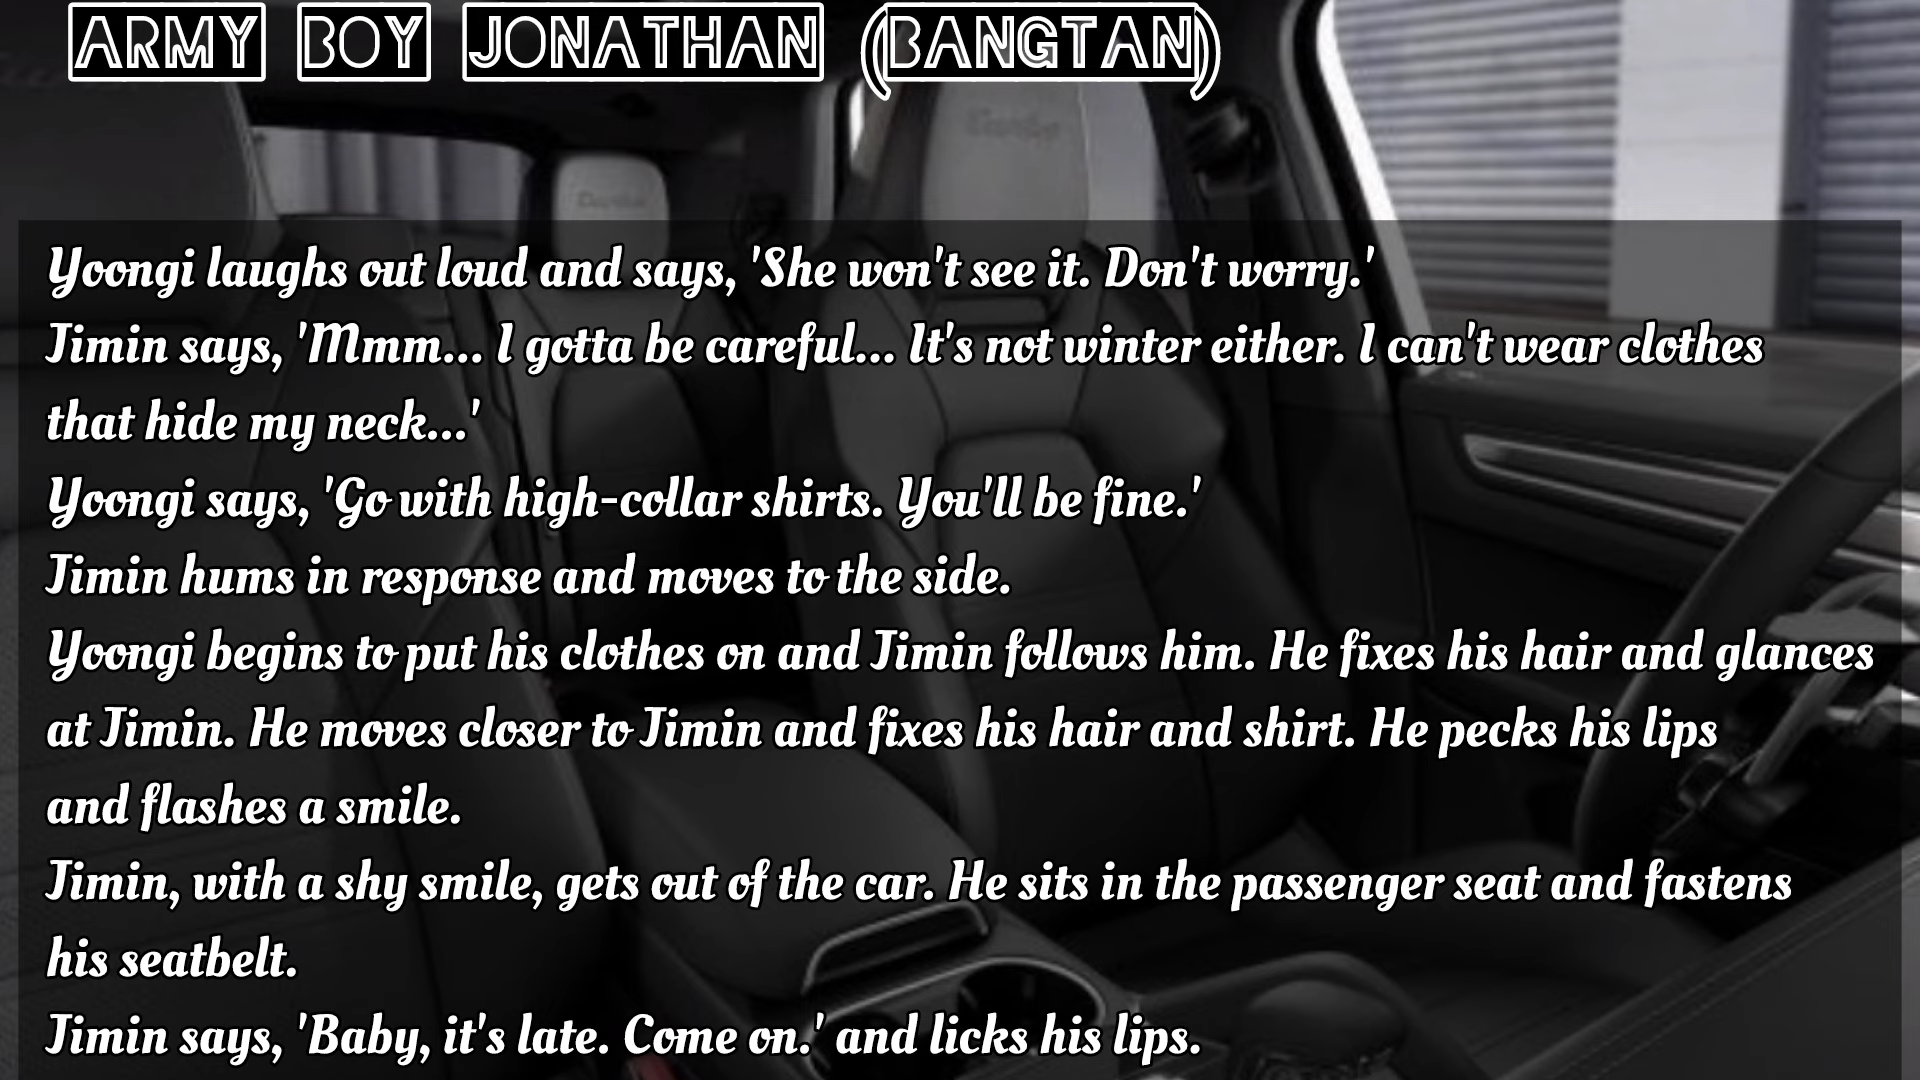 ARMY BOY JONATHAN (BANGTAN)
Yoongi laughs out loud and says, 'She won't see it. Don't worry.'
Jimin says, 'Mmm... I gotta be careful... It's not winter either. I can't wear clothes
that hide my neck...'
Yoongi says, 'Go with high-collar shirts. You'll be fine.'
Jimin hums in response and moves to the side.
Yoongi begins to put his clothes on and Jimin follows him. He fixes his hair and glances
at Jimin. He moves closer to Jimin and fixes his hair and shirt. He pecks his lips
and flashes a smile.
Jimin, with a shy smile, gets out of the car. He sits in the passenger seat and fastens
his seatbelt.
Jimin says, 'Baby, it's late. Come on.' and licks his lips.